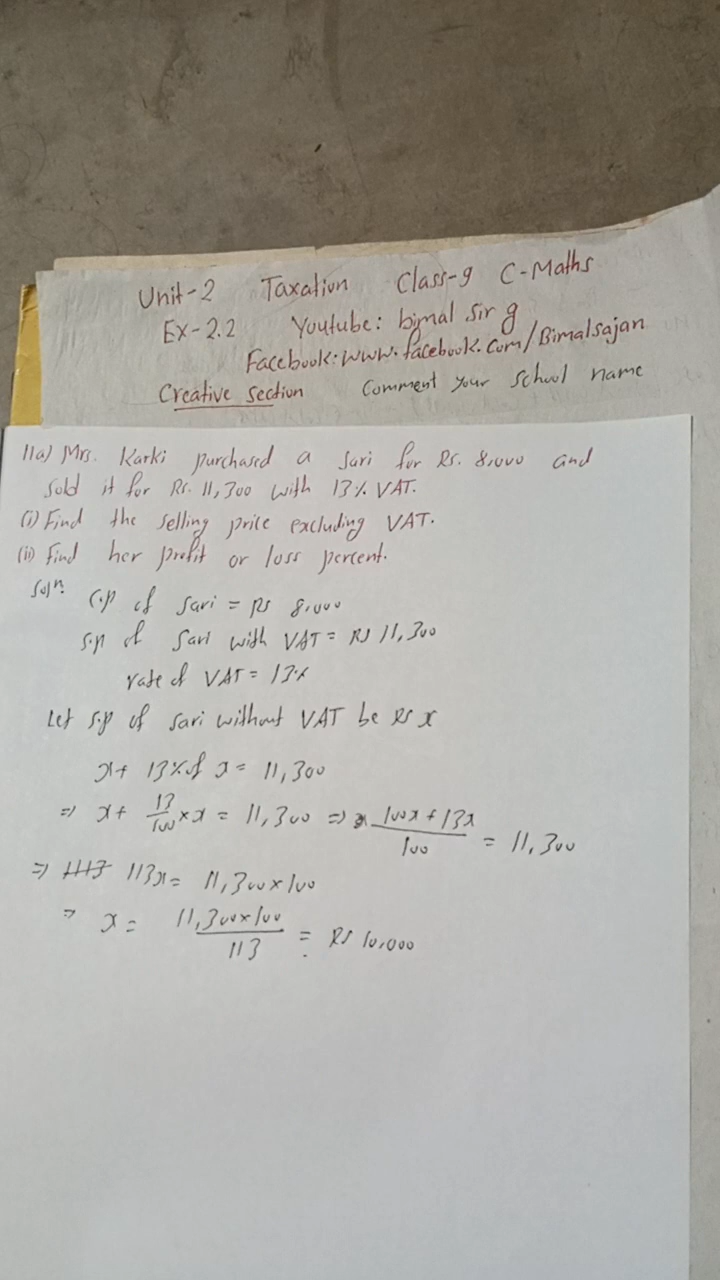 Unit-2 Taxation Class-9 C-Maths
Ex-2.2 Youtube: bimal sir g
Facebook: www.facebook.com/Bimalsajan
Creative section Comment your school name
11a) Mrs. Karki purchased a sari for Rs. 8,000 and
sold it for Rs. 11,300 with 13% VAT.
(i) Find the selling price excluding VAT.
(ii) Find her profit or loss percent.
Soln.
C.p of sari = Rs 8,000
s.p of sari with VAT = Rs 11,300
rate of VAT = 13%
Let s.p of sari without VAT be Rs x
x + 13% of x = 11,300
⇒ x + 13/100 × x = 11,300 ⇒ 100x + 13x / 100 = 11,300
⇒ 113x = 11,300 × 100
⇒ x = 11,300 × 100 / 113 = Rs 10,000